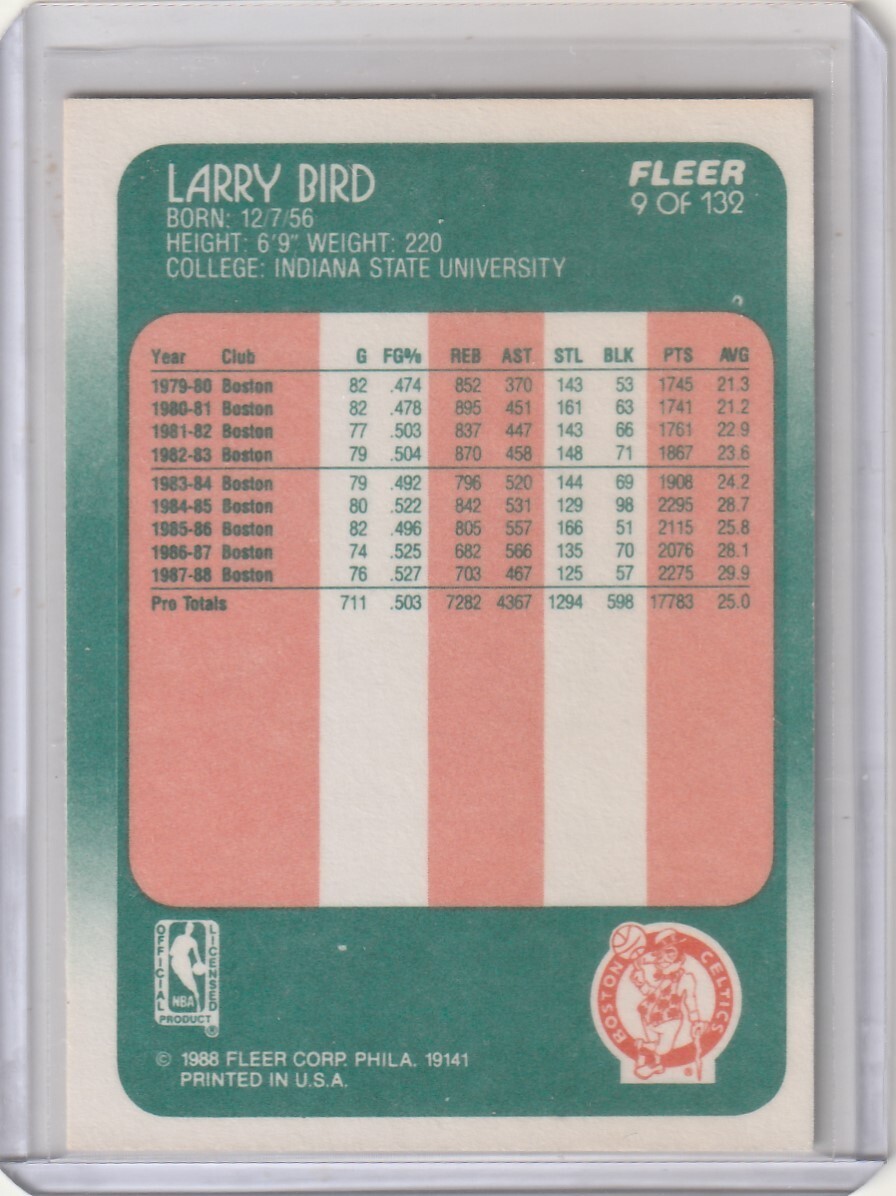 LARRY BIRD
FLEER
9 OF 132
BORN: 12/7/56
HEIGHT: 6'9" WEIGHT: 220
COLLEGE: INDIANA STATE UNIVERSITY
Year Club G FG% REB AST STL BLK PTS AVG
1979-80 Boston 82 .474 852 370 143 53 1745 21.3
1980-81 Boston 82 .478 895 451 161 63 1741 21.2
1981-82 Boston 77 .503 837 447 143 66 1761 22.9
1982-83 Boston 79 .504 870 458 148 71 1867 23.6
1983-84 Boston 79 .492 796 520 144 69 1908 24.2
1984-85 Boston 80 .522 842 531 129 98 2295 28.7
1985-86 Boston 82 .496 805 557 166 51 2115 25.8
1986-87 Boston 74 .525 682 566 135 70 2076 28.1
1987-88 Boston 76 .527 703 467 125 57 2275 29.9
Pro Totals 711 .503 7282 4367 1294 598 17783 25.0
OFFICIAL
LICENSED
NBA
PRODUCT ®
BOSTON CELTICS ®
© 1988 FLEER CORP. PHILA. 19141
PRINTED IN U.S.A.